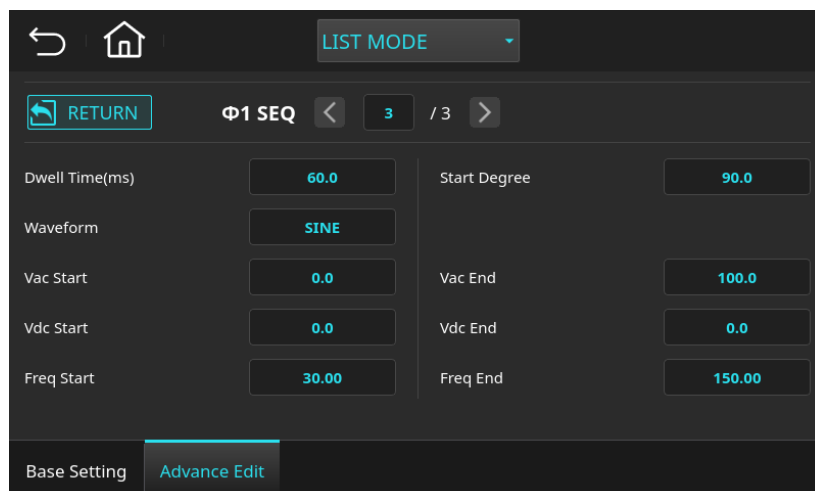 LIST MODE
RETURN Φ1 SEQ 3 / 3
Dwell Time(ms) 60.0 Start Degree 90.0
Waveform SINE
Vac Start 0.0 Vac End 100.0
Vdc Start 0.0 Vdc End 0.0
Freq Start 30.00 Freq End 150.00
Base Setting Advance Edit